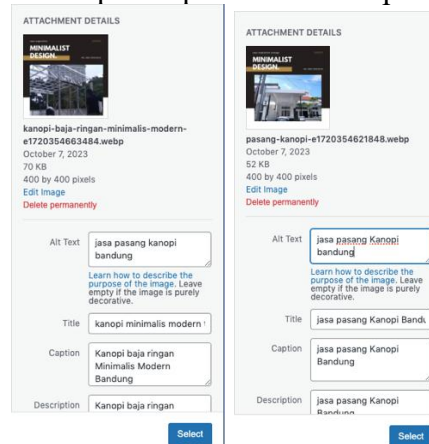 ATTACHMENT DETAILS
MINIMALIST
DESIGN.
kanopi-baja-ringan-minimalis-modern-
e1720354663484.webp
October 7, 2023
70 KB
400 by 400 pixels
Edit Image
Delete permanently
Alt Text
jasa pasang kanopi
bandung
Learn how to describe the
purpose of the image. Leave
empty if the image is purely
decorative.
Title
kanopi minimalis modern
Caption
Kanopi baja ringan
Minimalis Modern
Bandung
Description
Kanopi baja ringan
Select
ATTACHMENT DETAILS
MINIMALIST
DESIGN.
pasang-kanopi-e1720354621848.webp
October 7, 2023
52 KB
400 by 400 pixels
Edit Image
Delete permanently
Alt Text
jasa pasang Kanopi
bandung
Learn how to describe the
purpose of the image. Leave
empty if the image is purely
decorative.
Title
jasa pasang Kanopi Bandu
Caption
jasa pasang Kanopi
Bandung
Description
jasa pasang Kanopi
Bandung
Select